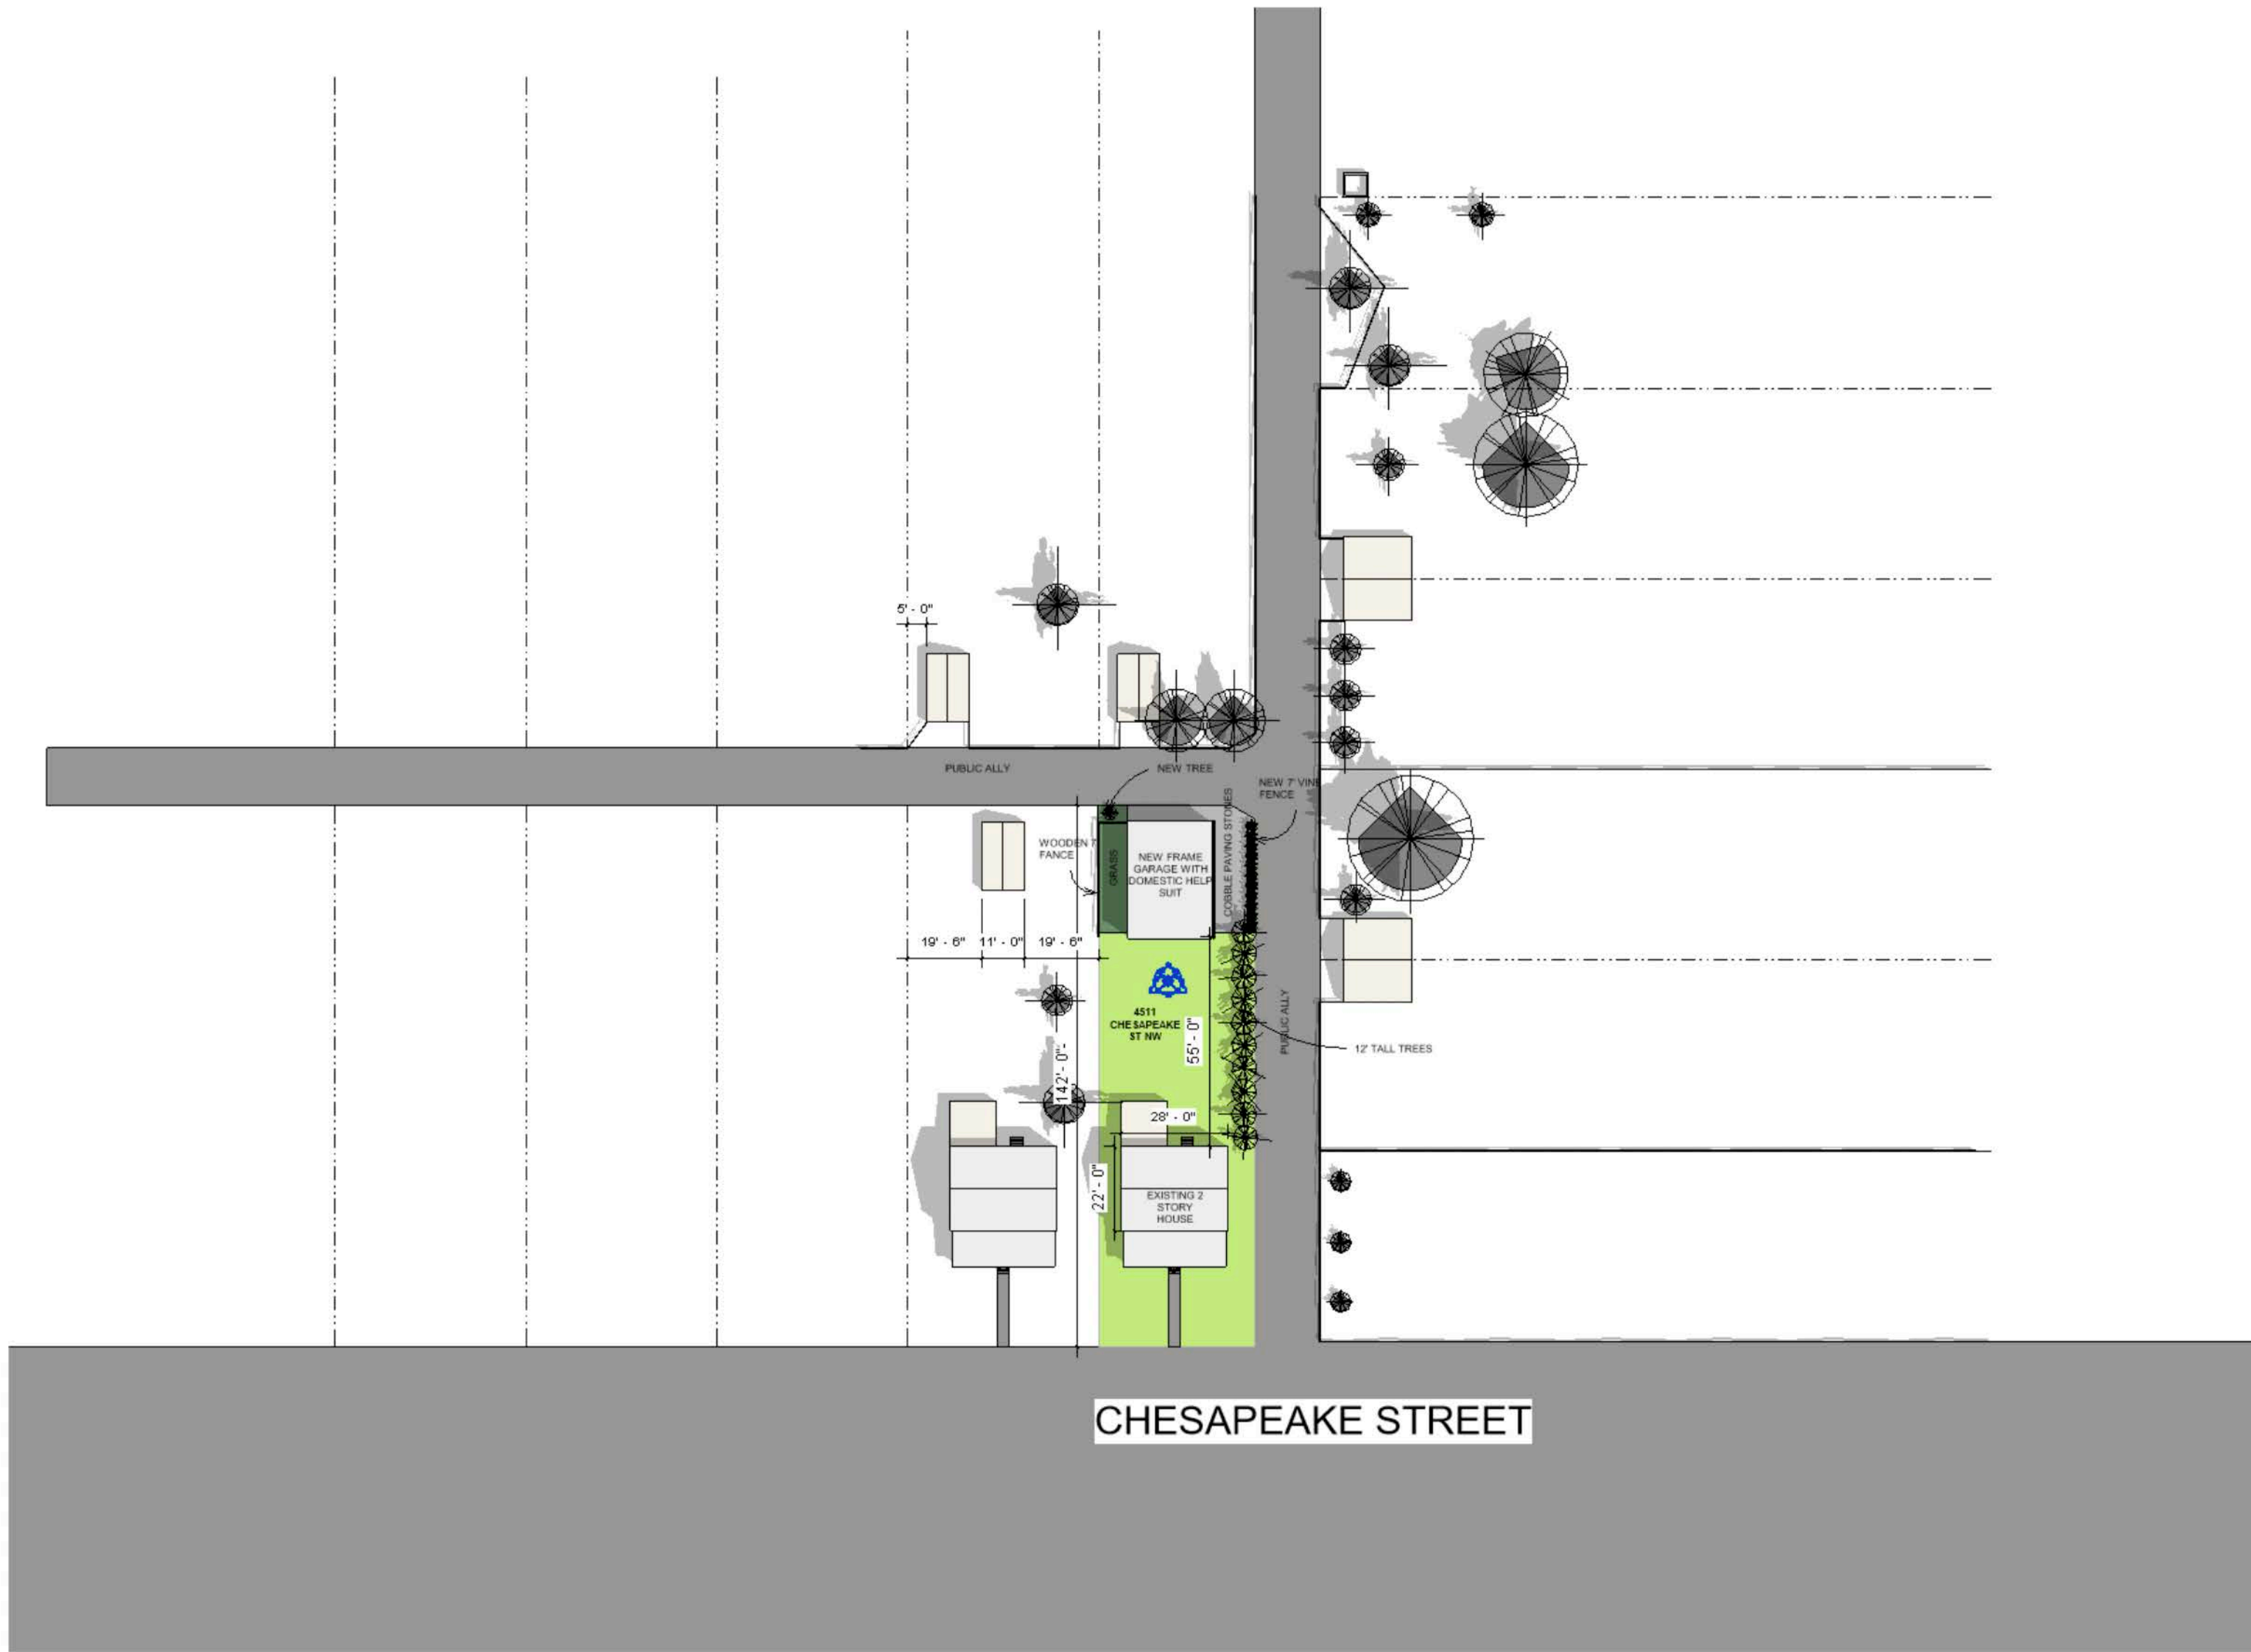 5' - 0"
PUBLIC ALLY
NEW TREE
NEW 7' VIN
FENCE
COBBLE PAVING STONES
WOODEN 7
FANCE
GRASS
NEW FRAME
GARAGE WITH
DOMESTIC HELP
SUIT
19' - 6"
11' - 0"
19' - 6"
4511
CHESAPEAKE
ST NW
55' - 0"
PUBLIC ALLY
12' TALL TREES
142' - 0"
28' - 0"
22' - 0"
EXISTING 2
STORY
HOUSE
CHESAPEAKE STREET